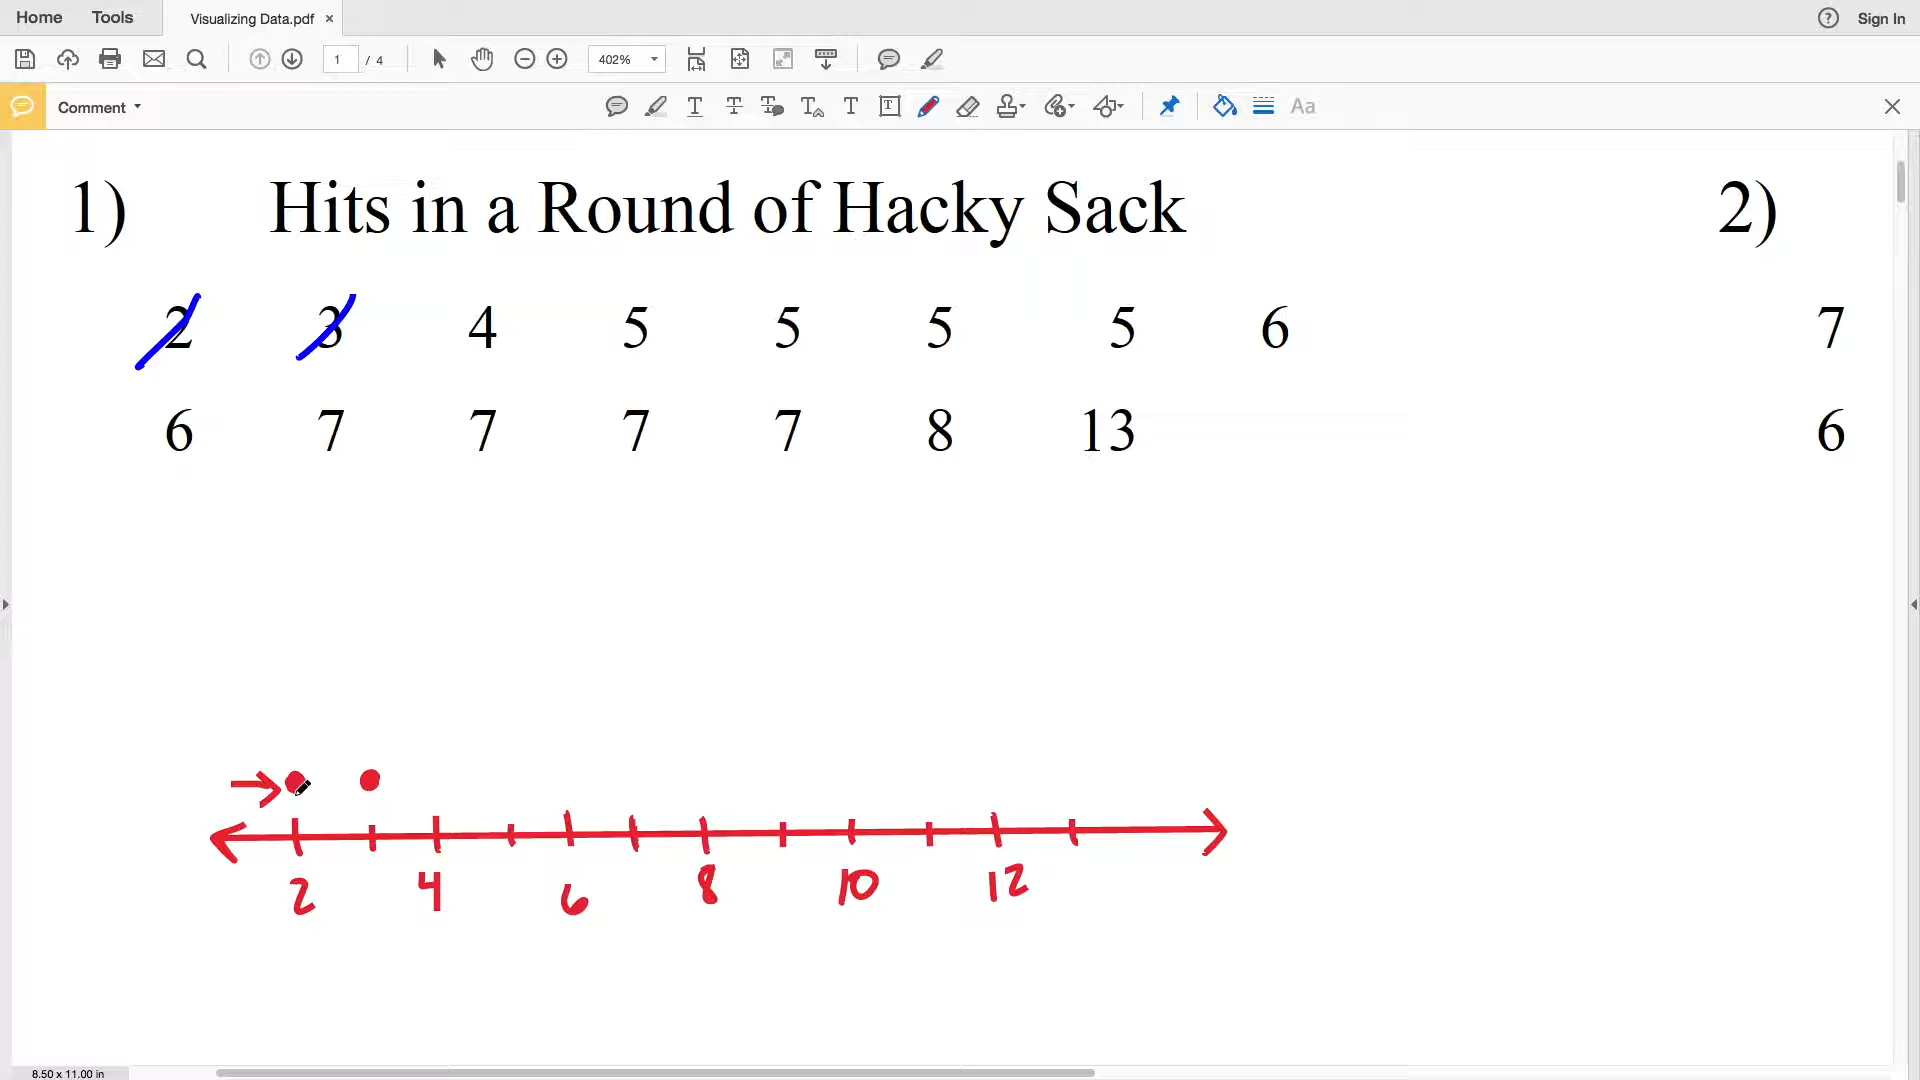 Home Tools Visualizing Data.pdf × ? Sign In
1 / 4 402%
Comment T T T T T T Aa
1) Hits in a Round of Hacky Sack 2)
2 3 4 5 5 5 5 6 7
6 7 7 7 7 8 13 6
2 4 6 8 10 12
8.50 x 11.00 in